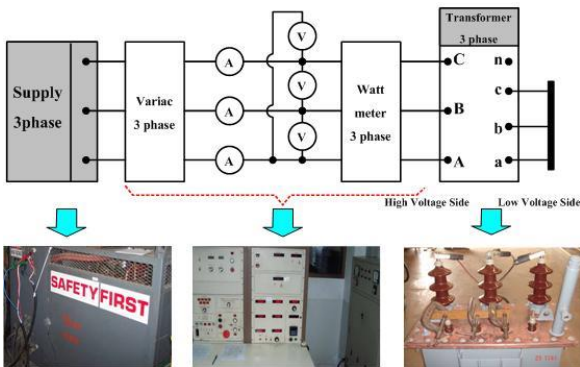 Transformer
3 phase
Supply
3phase
Variac
3 phase
A
A
A
V
V
V
Watt
meter
3 phase
C
B
A
n
c
b
a
High Voltage Side
Low Voltage Side
SAFETY FIRST